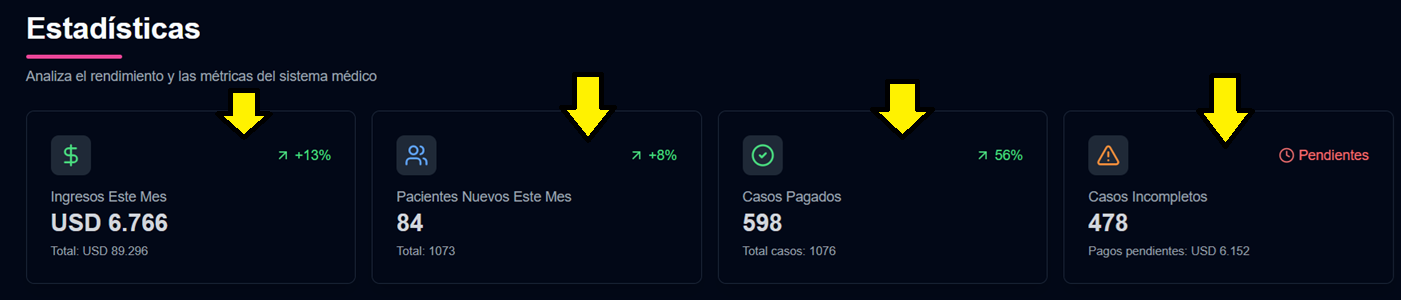 Estadísticas
Analiza el rendimiento y las métricas del sistema médico
+13%
Ingresos Este Mes
USD 6.766
Total: USD 89.296
+8%
Pacientes Nuevos Este Mes
84
Total: 1073
56%
Casos Pagados
598
Total casos: 1076
Pendientes
Casos Incompletos
478
Pagos pendientes: USD 6.152